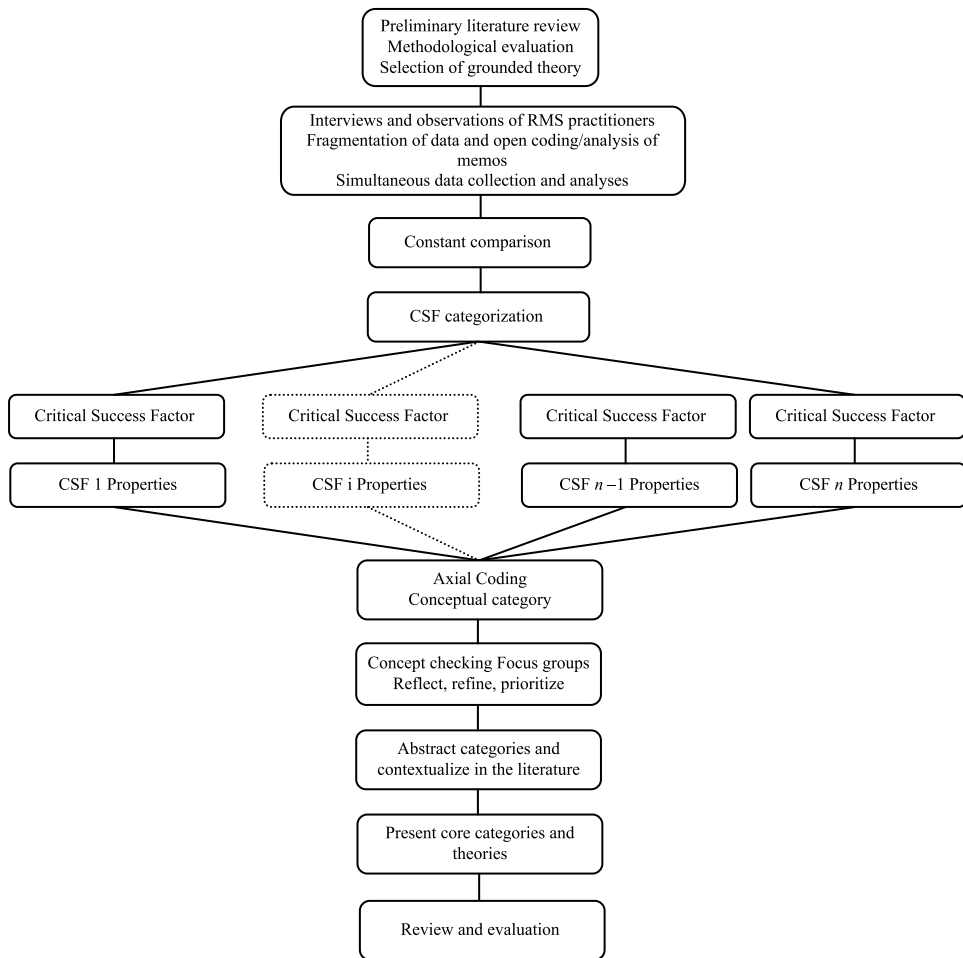 Preliminary literature review
Methodological evaluation
Selection of grounded theory
Interviews and observations of RMS practitioners
Fragmentation of data and open coding/analysis of
memos
Simultaneous data collection and analyses
Constant comparison
CSF categorization
Critical Success Factor
Critical Success Factor
Critical Success Factor
Critical Success Factor
CSF 1 Properties
CSF i Properties
CSF n –1 Properties
CSF n Properties
Axial Coding
Conceptual category
Concept checking Focus groups
Reflect, refine, prioritize
Abstract categories and
contextualize in the literature
Present core categories and
theories
Review and evaluation